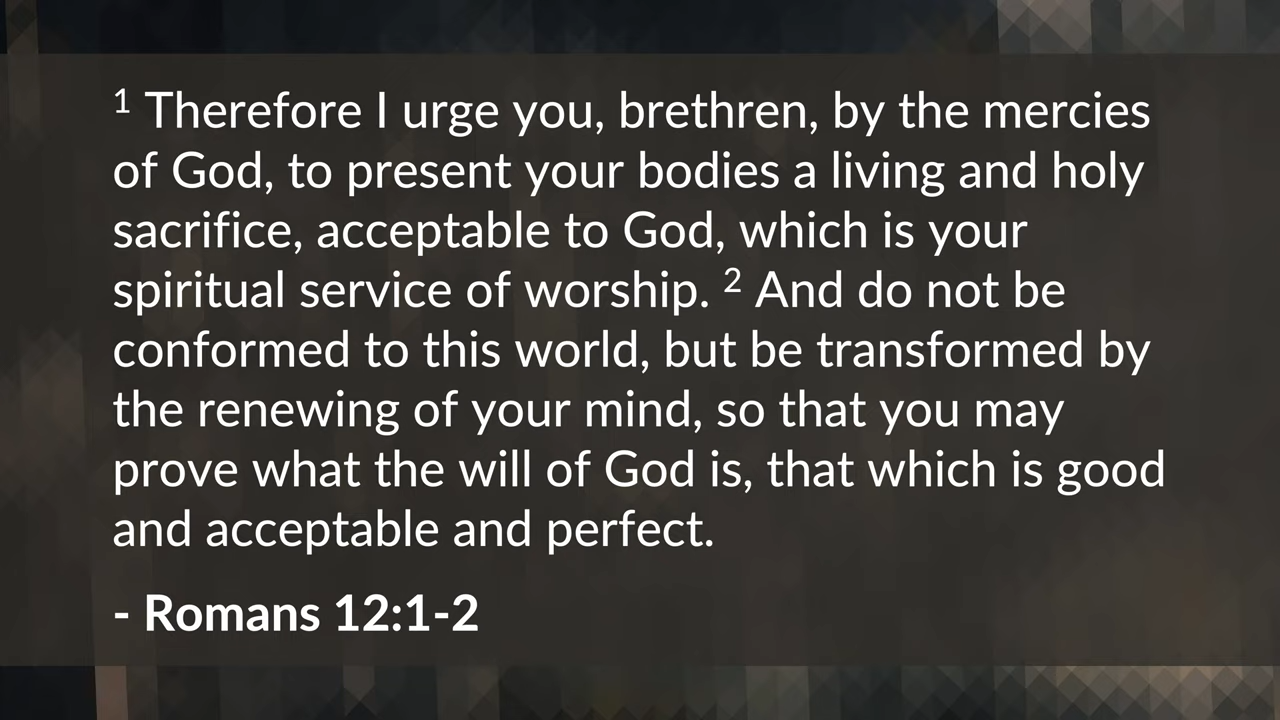 1 Therefore I urge you, brethren, by the mercies
of God, to present your bodies a living and holy
sacrifice, acceptable to God, which is your
spiritual service of worship. 2 And do not be
conformed to this world, but be transformed by
the renewing of your mind, so that you may
prove what the will of God is, that which is good
and acceptable and perfect.
- Romans 12:1-2